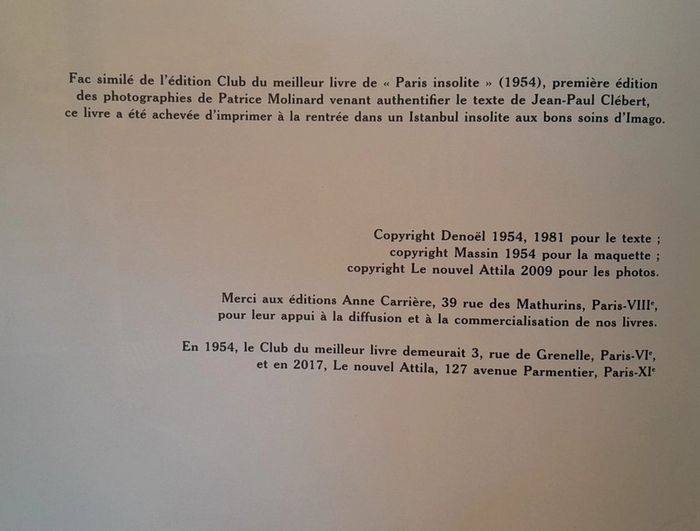 Fac similé de l'édition Club du meilleur livre de « Paris insolite » (1954), première édition
des photographies de Patrice Molinard venant authentifier le texte de Jean-Paul Clébert,
ce livre a été achevée d'imprimer à la rentrée dans un Istanbul insolite aux bons soins d'Imago.
Copyright Denoël 1954, 1981 pour le texte ;
copyright Massin 1954 pour la maquette ;
copyright Le nouvel Attila 2009 pour les photos.
Merci aux éditions Anne Carrière, 39 rue des Mathurins, Paris-VIIIᵉ,
pour leur appui à la diffusion et à la commercialisation de nos livres.
En 1954, le Club du meilleur livre demeurait 3, rue de Grenelle, Paris-VIᵉ,
et en 2017, Le nouvel Attila, 127 avenue Parmentier, Paris-XIᵉ